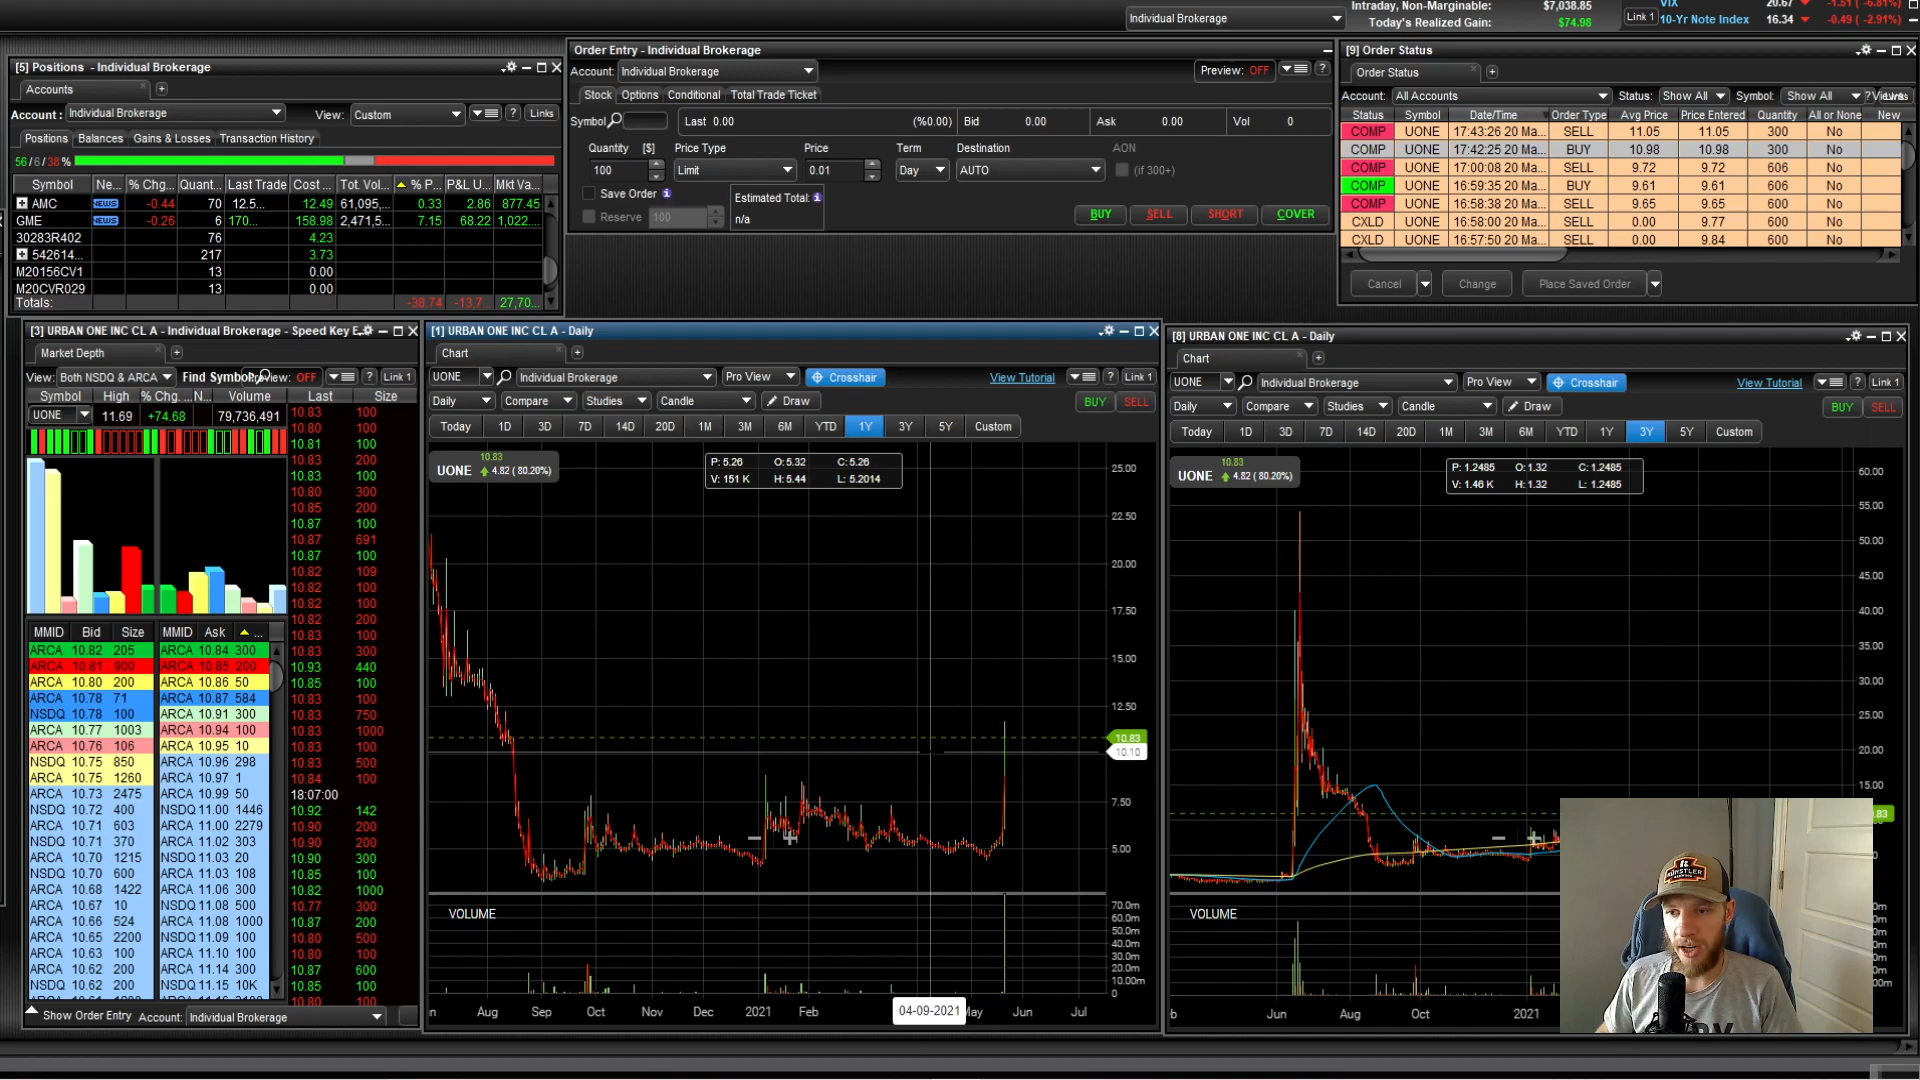 Individual Brokerage
Intraday, Non-Marginable: $7,038.85
Today's Realized Gain: $74.98
Link 1
VIX 20.67 -1.51 ( -6.81%)
10-Yr Note Index 16.34 -0.49 ( -2.91%)
[5] Positions - Individual Brokerage
Accounts
Account : Individual Brokerage View: Custom ? Links
Positions Balances Gains & Losses Transaction History
56 / 6 / 38 %
Symbol Ne... % Chg... Quant... Last Trade Cost ... Tot. Vol... % P... P&L U... Mkt Va...
AMC NEWS -0.44 70 12.5... 12.49 61,095,... 0.33 2.86 877.45
GME NEWS -0.26 6 170... 158.98 2,471,5... 7.15 68.22 1,022....
30283R402 76 4.23
542614... 217 3.73
M20156CV1 13 0.00
M20CVR029 13 0.00
Totals: -38.74 -13.7... 27,70...
Order Entry - Individual Brokerage
Account: Individual Brokerage Preview: OFF ?
Stock Options Conditional Total Trade Ticket
Symbol Last 0.00 (%0.00) Bid 0.00 Ask 0.00 Vol 0
Quantity [$] Price Type Price Term Destination AON
100 Limit 0.01 Day AUTO (if 300+)
Save Order Estimated Total:
Reserve 100 n/a
BUY SELL SHORT COVER
[9] Order Status
Order Status
Account: All Accounts Status: Show All Symbol: Show All ?
Status Symbol Date/Time Order Type Avg Price Price Entered Quantity All or None New
COMP UONE 17:43:26 20 Ma... SELL 11.05 11.05 300 No
COMP UONE 17:42:25 20 Ma... BUY 10.98 10.98 300 No
COMP UONE 17:00:08 20 Ma... SELL 9.72 9.72 606 No
COMP UONE 16:59:35 20 Ma... BUY 9.61 9.61 606 No
COMP UONE 16:58:38 20 Ma... SELL 9.65 9.65 600 No
CXLD UONE 16:58:00 20 Ma... SELL 0.00 9.77 600 No
CXLD UONE 16:57:50 20 Ma... SELL 0.00 9.84 600 No
Cancel Change Place Saved Order
[3] URBAN ONE INC CL A - Individual Brokerage - Speed Key E...
Market Depth
View: Both NSDQ & ARCA Find Symbol OFF ? Link 1
Symbol High % Chg... N... Volume Last Size
UONE 11.69 +74.68 79,736,491
10.83 100
10.80 100
10.81 100
10.83 200
10.83 100
10.80 300
10.85 200
10.87 100
10.87 691
10.87 100
10.82 109
10.82 100
10.82 100
10.82 200
10.83 100
10.83 300
10.93 440
10.85 100
10.83 100
10.83 750
10.83 1000
10.83 100
10.83 500
10.84 100
18:07:00
10.92 142
10.90 200
10.90 200
10.90 300
10.85 100
10.82 1000
10.77 300
10.87 200
10.80 500
10.87 600
10.85 100
10.80 100
MMID Bid Size MMID Ask ...
ARCA 10.82 205 ARCA 10.84 300
ARCA 10.81 900 ARCA 10.85 200
ARCA 10.80 200 ARCA 10.86 50
ARCA 10.78 71 ARCA 10.87 584
NSDQ 10.78 100 ARCA 10.91 300
ARCA 10.77 1003 ARCA 10.94 100
ARCA 10.76 106 ARCA 10.95 10
NSDQ 10.75 850 ARCA 10.96 298
ARCA 10.75 1260 ARCA 10.97 1
ARCA 10.73 2475 ARCA 10.99 50
NSDQ 10.72 400 NSDQ 11.00 1446
ARCA 10.71 603 ARCA 11.00 2279
NSDQ 10.71 370 ARCA 11.02 303
ARCA 10.70 1215 NSDQ 11.03 20
NSDQ 10.70 600 ARCA 11.03 108
ARCA 10.68 1422 ARCA 11.06 300
ARCA 10.67 10 NSDQ 11.08 500
ARCA 10.66 524 ARCA 11.08 1000
ARCA 10.65 2200 NSDQ 11.09 100
ARCA 10.63 100 ARCA 11.10 100
ARCA 10.62 200 ARCA 11.14 300
NSDQ 10.62 200 NSDQ 11.15 10K
Show Order Entry Account: Individual Brokerage
[1] URBAN ONE INC CL A - Daily
Chart
UONE Individual Brokerage Pro View Crosshair View Tutorial ? Link 1
Daily Compare Studies Candle Draw BUY SELL
Today 1D 3D 7D 14D 20D 1M 3M 6M YTD 1Y 3Y 5Y Custom
UONE 10.83 4.82 ( 80.20%)
P: 5.26 O: 5.32 C: 5.26
V: 151 K H: 5.44 L: 5.2014
25.00
22.50
20.00
17.50
15.00
12.50
10.83
10.10
7.50
5.00
VOLUME
70.0m
60.0m
50.0m
40.0m
30.0m
20.0m
10.00m
0
Aug Sep Oct Nov Dec 2021 Feb 04-09-2021 May Jun Jul
[8] URBAN ONE INC CL A - Daily
Chart
UONE Individual Brokerage Pro View Crosshair View Tutorial ? Link 1
Daily Compare Studies Candle Draw BUY SELL
Today 1D 3D 7D 14D 20D 1M 3M 6M YTD 1Y 3Y 5Y Custom
UONE 10.83 4.82 ( 80.20%)
P: 1.2485 O: 1.32 C: 1.2485
V: 1.46 K H: 1.32 L: 1.2485
60.00
55.00
50.00
45.00
40.00
35.00
30.00
25.00
20.00
15.00
.83
VOLUME
Jun Aug Oct 2021